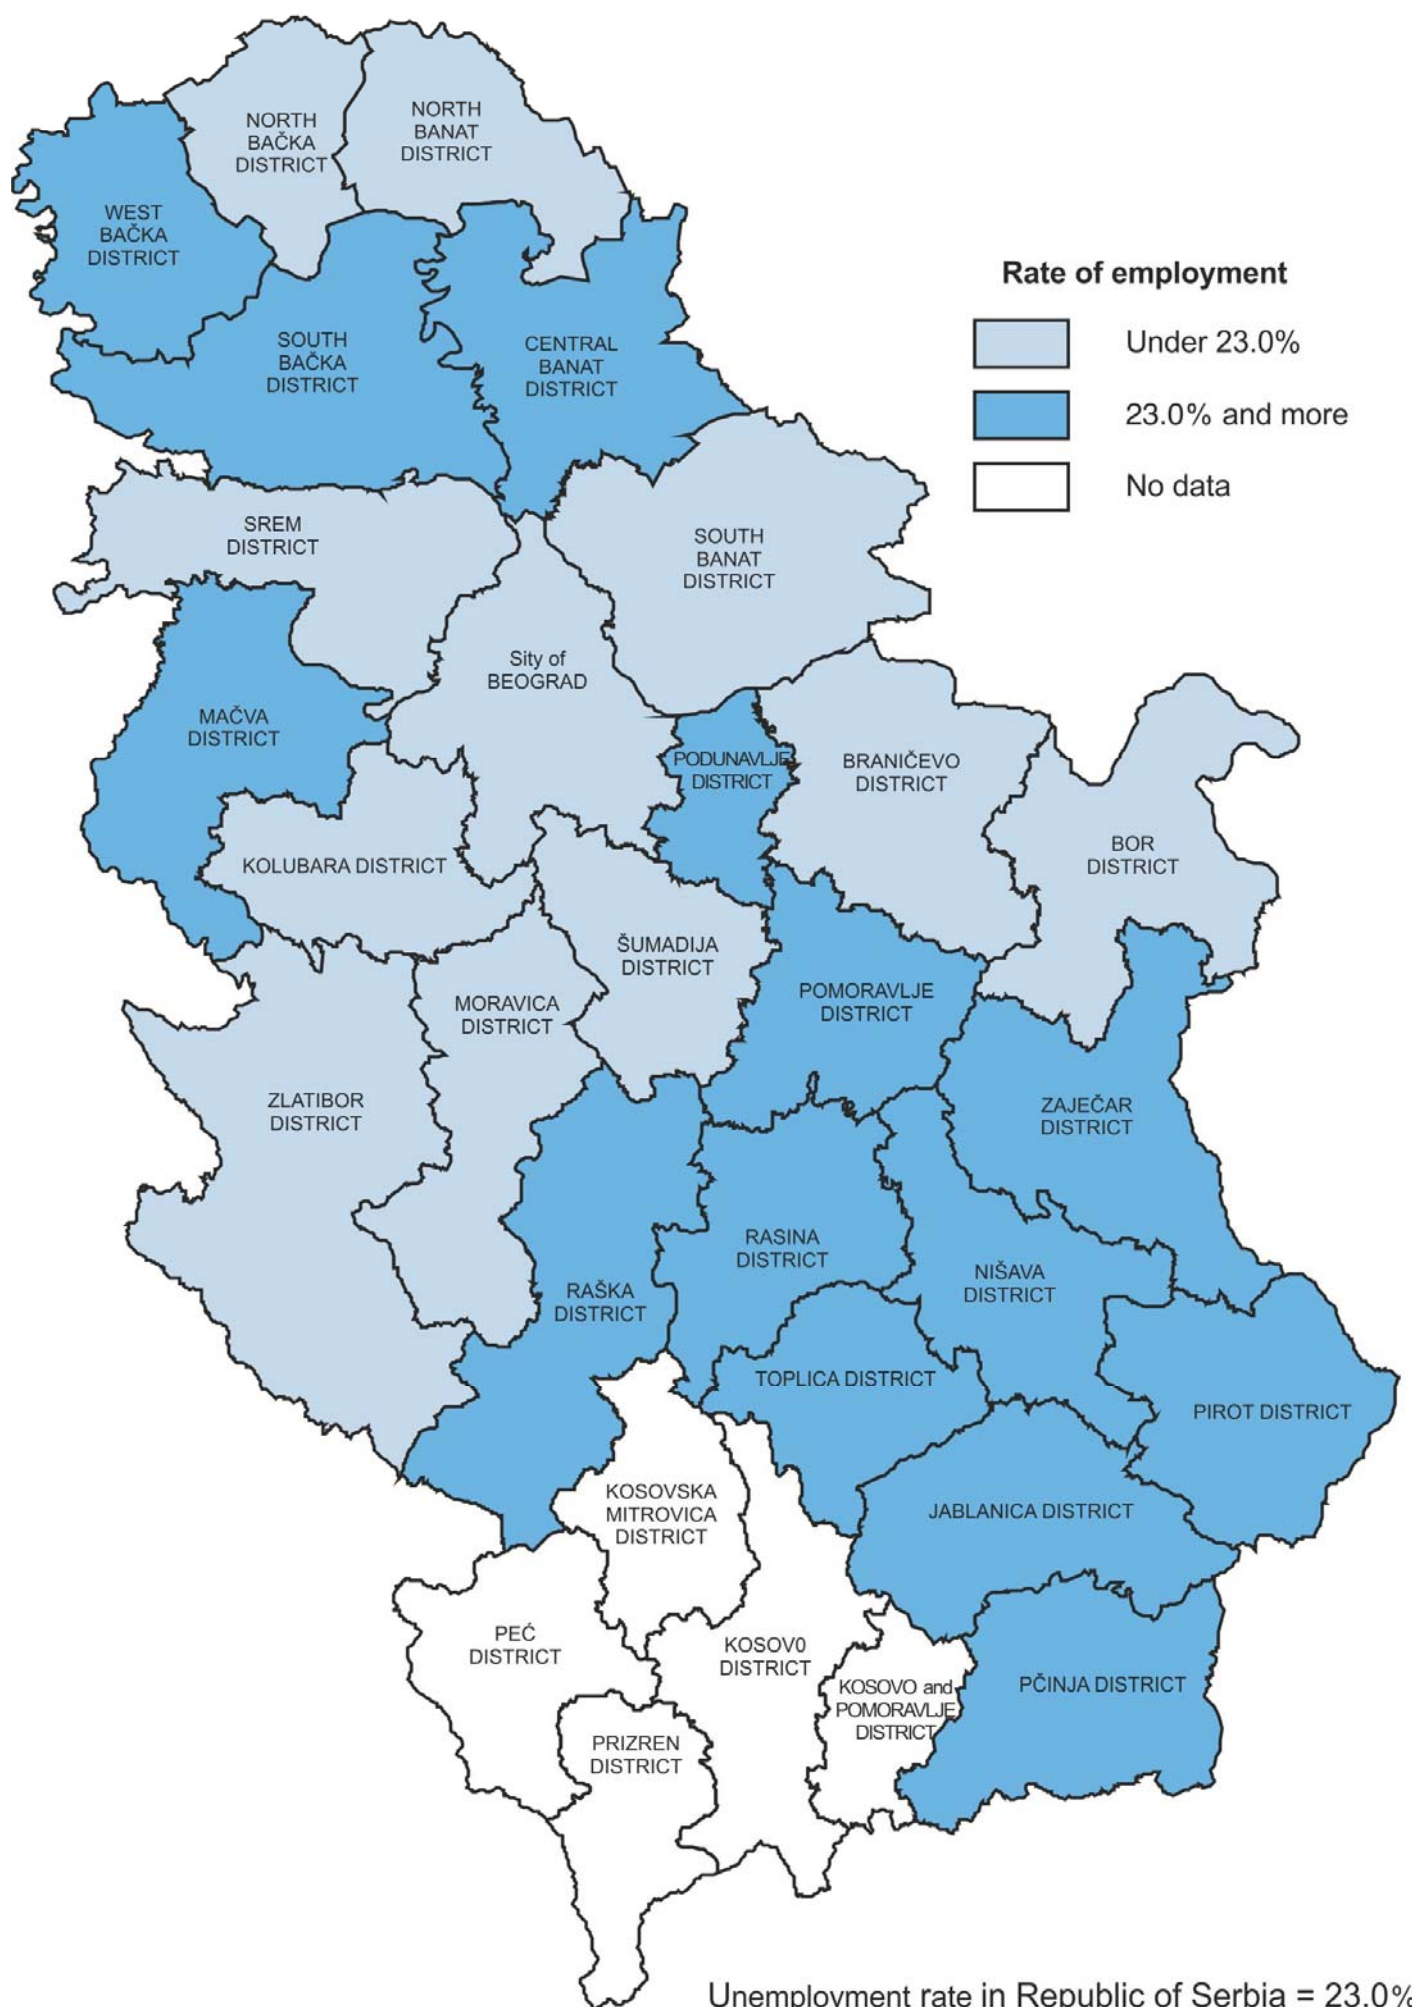 NORTH
BAČKA
DISTRICT
NORTH
BANAT
DISTRICT
WEST
BAČKA
DISTRICT
Rate of employment
Under 23.0%
23.0% and more
No data
SOUTH
BAČKA
DISTRICT
CENTRAL
BANAT
DISTRICT
SREM
DISTRICT
SOUTH
BANAT
DISTRICT
Sity of
BEOGRAD
MAČVA
DISTRICT
PODUNAVLJE
DISTRICT
BRANIČEVO
DISTRICT
BOR
DISTRICT
KOLUBARA DISTRICT
ŠUMADIJA
DISTRICT
MORAVICA
DISTRICT
POMORAVLJE
DISTRICT
ZLATIBOR
DISTRICT
ZAJEČAR
DISTRICT
RASINA
DISTRICT
RAŠKA
DISTRICT
NIŠAVA
DISTRICT
TOPLICA DISTRICT
PIROT DISTRICT
KOSOVSKA
MITROVICA
DISTRICT
JABLANICA DISTRICT
PEĆ
DISTRICT
KOSOV0
DISTRICT
KOSOVO and
POMORAVLJE
DISTRICT
PČINJA DISTRICT
PRIZREN
DISTRICT
Unemployment rate in Republic of Serbia = 23.0%